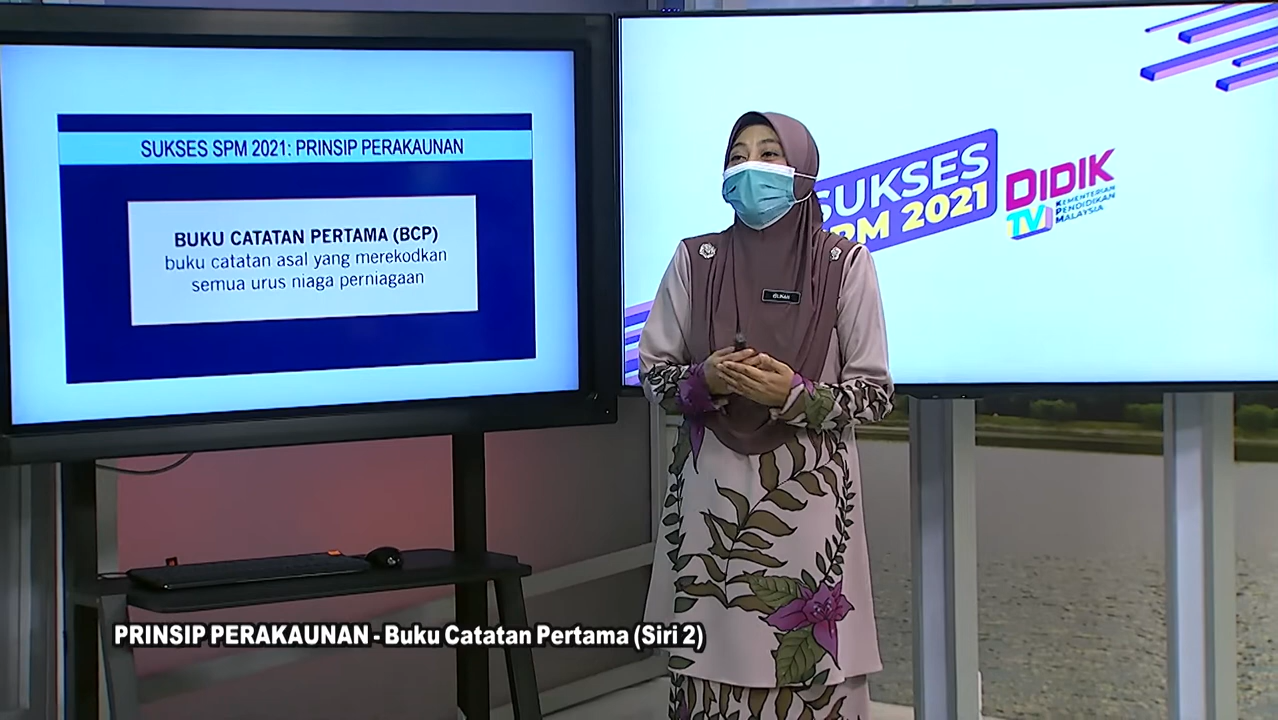 SUKSES SPM 2021: PRINSIP PERAKAUNAN
BUKU CATATAN PERTAMA (BCP)
buku catatan asal yang merekodkan
semua urus niaga perniagaan
SUKSES
SPM 2021
DIDIK
TV
KEMENTERIAN
PENDIDIKAN
MALAYSIA
PRINSIP PERAKAUNAN - Buku Catatan Pertama (Siri 2)